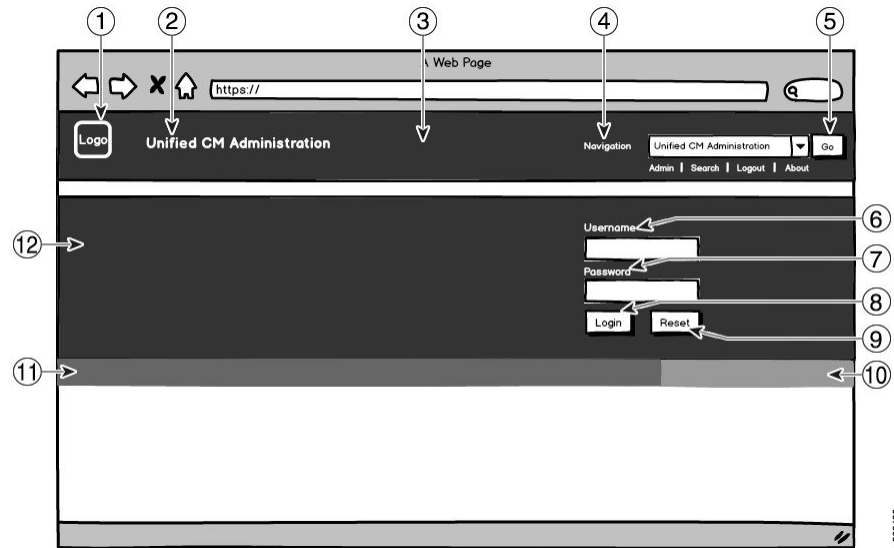 1 2 3 4 5
A Web Page
https://
Logo Unified CM Administration Navigation Unified CM Administration Go
Admin | Search | Logout | About
6
Username
12
7
Password
8
Login Reset
9
11 10